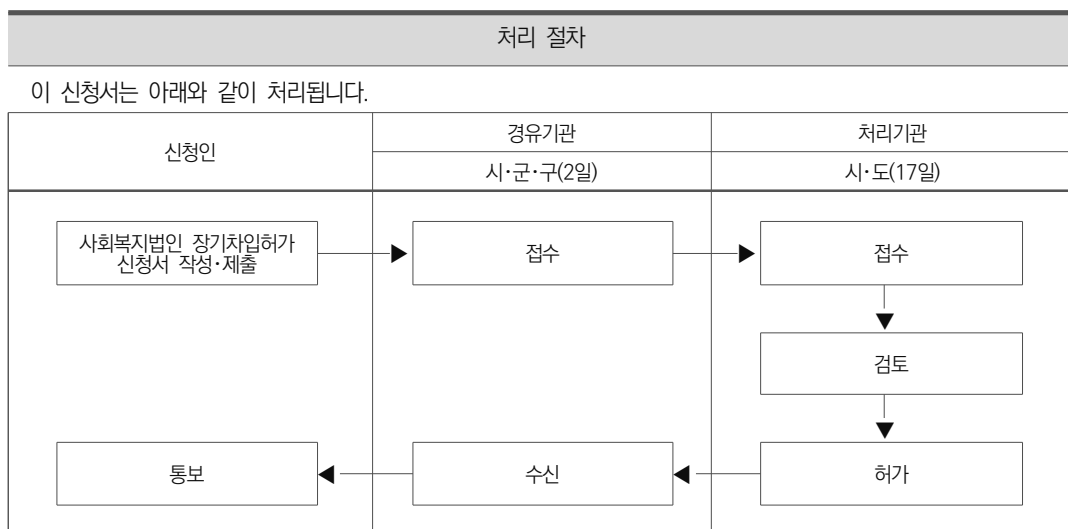 처리 절차
이 신청서는 아래와 같이 처리됩니다.
신청인
경유기관
처리기관
시·군·구(2일)
시·도(17일)
사회복지법인 장기차입허가
신청서 작성·제출
접수
접수
검토
통보
수신
허가